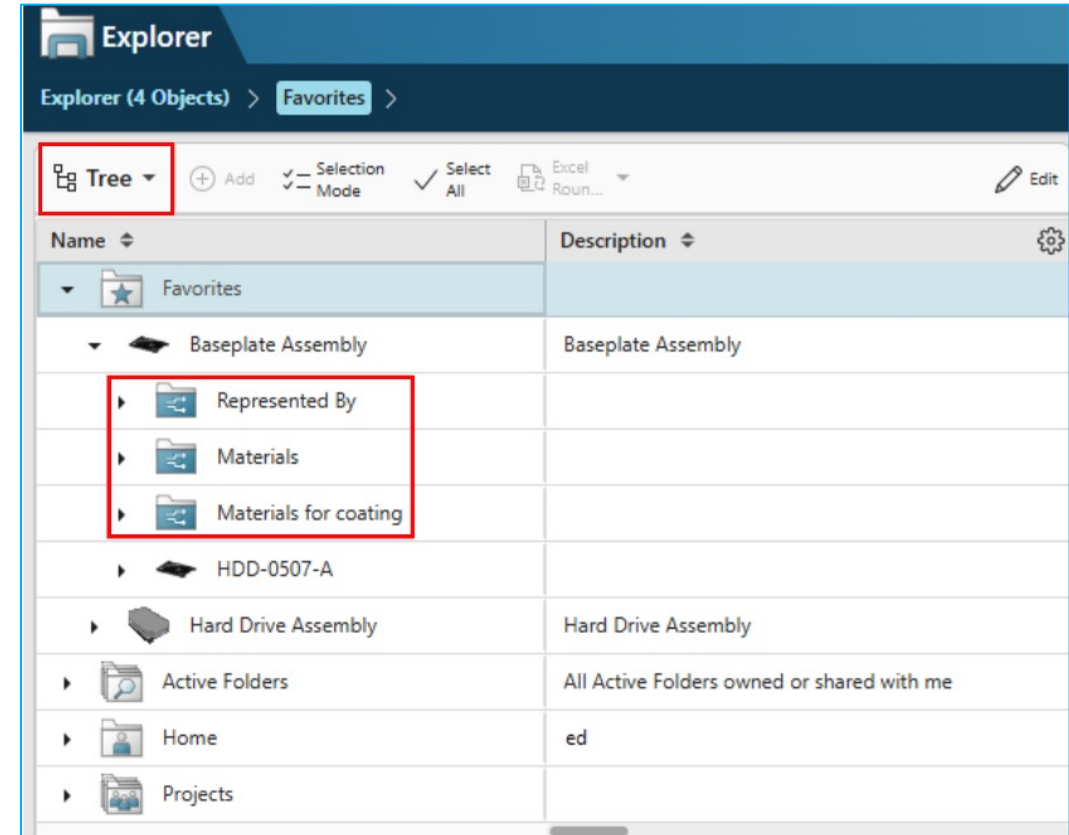 Explorer
Explorer (4 Objects) > Favorites >
Tree Add Selection Mode Select All Excel Roun... Edit
Name Description
Favorites
Baseplate Assembly Baseplate Assembly
Represented By
Materials
Materials for coating
HDD-0507-A
Hard Drive Assembly Hard Drive Assembly
Active Folders All Active Folders owned or shared with me
Home ed
Projects